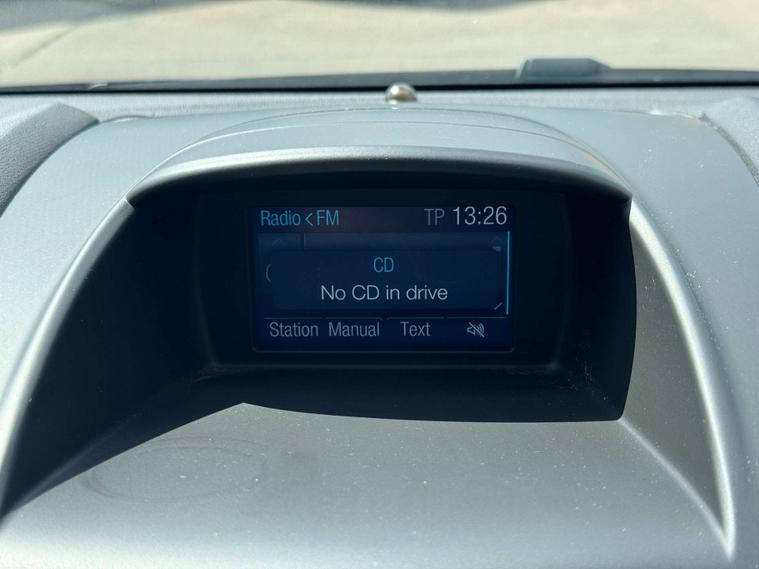 Radio < FM TP 13:26
CD
No CD in drive
Station Manual Text